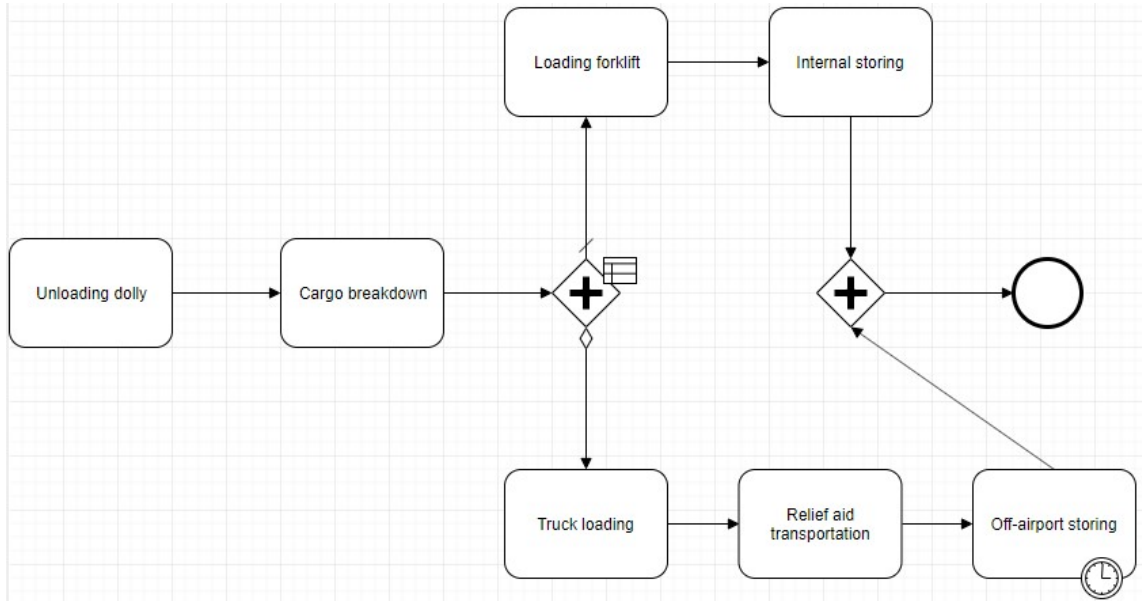 Loading forklift
Internal storing
Unloading dolly
Cargo breakdown
Truck loading
Relief aid
transportation
Off-airport storing